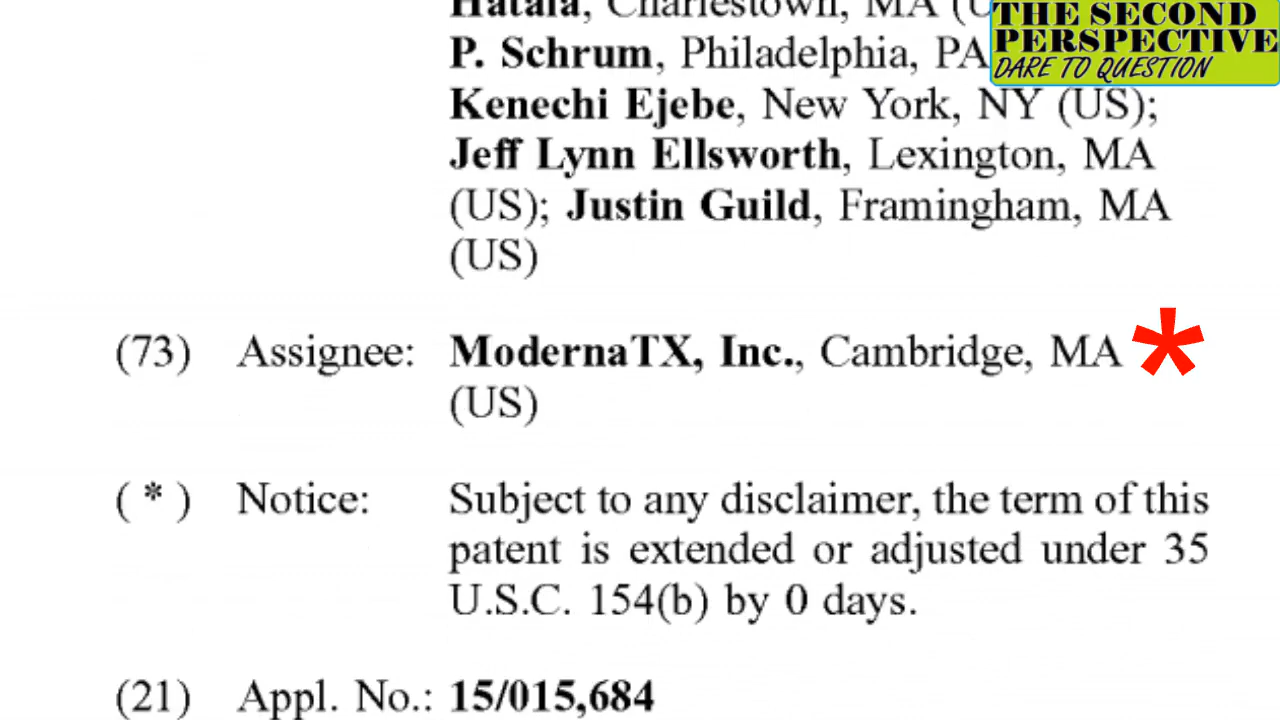 Hatala, Charlestown, MA (U
P. Schrum, Philadelphia, PA
Kenechi Ejebe, New York, NY (US);
Jeff Lynn Ellsworth, Lexington, MA
(US); Justin Guild, Framingham, MA
(US)
(73) Assignee: ModernaTX, Inc., Cambridge, MA *
(US)
( * ) Notice: Subject to any disclaimer, the term of this
patent is extended or adjusted under 35
U.S.C. 154(b) by 0 days.
(21) Appl. No.: 15/015,684
THE SECOND
PERSPECTIVE
DARE TO QUESTION